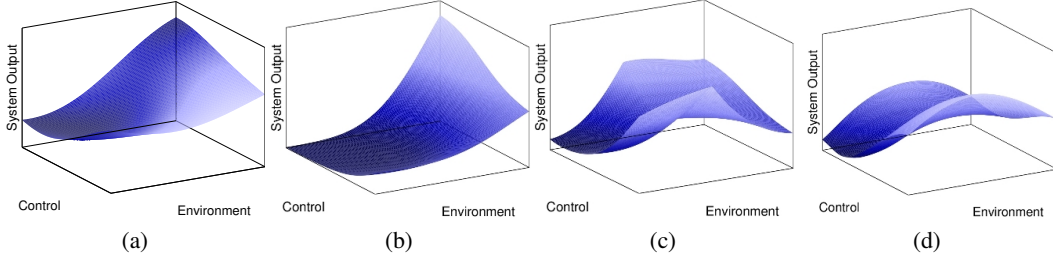 System Output
Control
Environment
(a)
System Output
Control
Environment
(b)
System Output
Control
Environment
(c)
System Output
Control
Environment
(d)